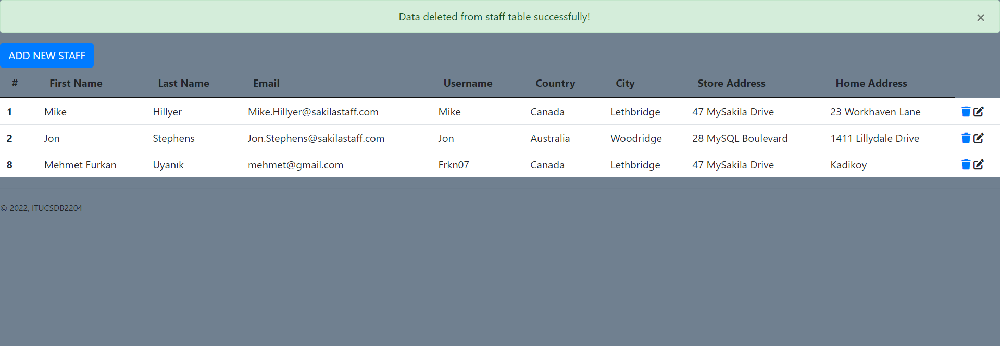 Data deleted from staff table successfully! ×
ADD NEW STAFF
# First Name Last Name Email Username Country City Store Address Home Address
1 Mike Hillyer Mike.Hillyer@sakilastaff.com Mike Canada Lethbridge 47 MySakila Drive 23 Workhaven Lane
2 Jon Stephens Jon.Stephens@sakilastaff.com Jon Australia Woodridge 28 MySQL Boulevard 1411 Lillydale Drive
8 Mehmet Furkan Uyanık mehmet@gmail.com Frkn07 Canada Lethbridge 47 MySakila Drive Kadikoy
© 2022, ITUCSDB2204